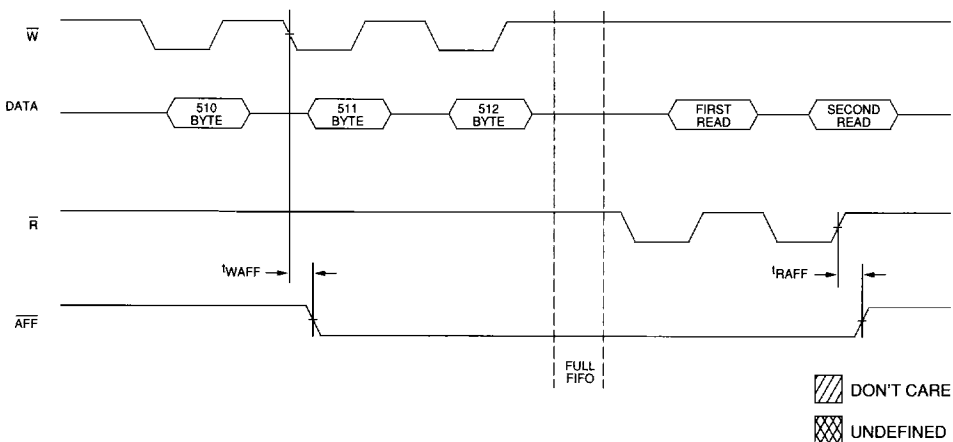 W
DATA
510
BYTE
511
BYTE
512
BYTE
FIRST
READ
SECOND
READ
R
tWAFF
tRAFF
AFF
FULL
FIFO
DON'T CARE
UNDEFINED